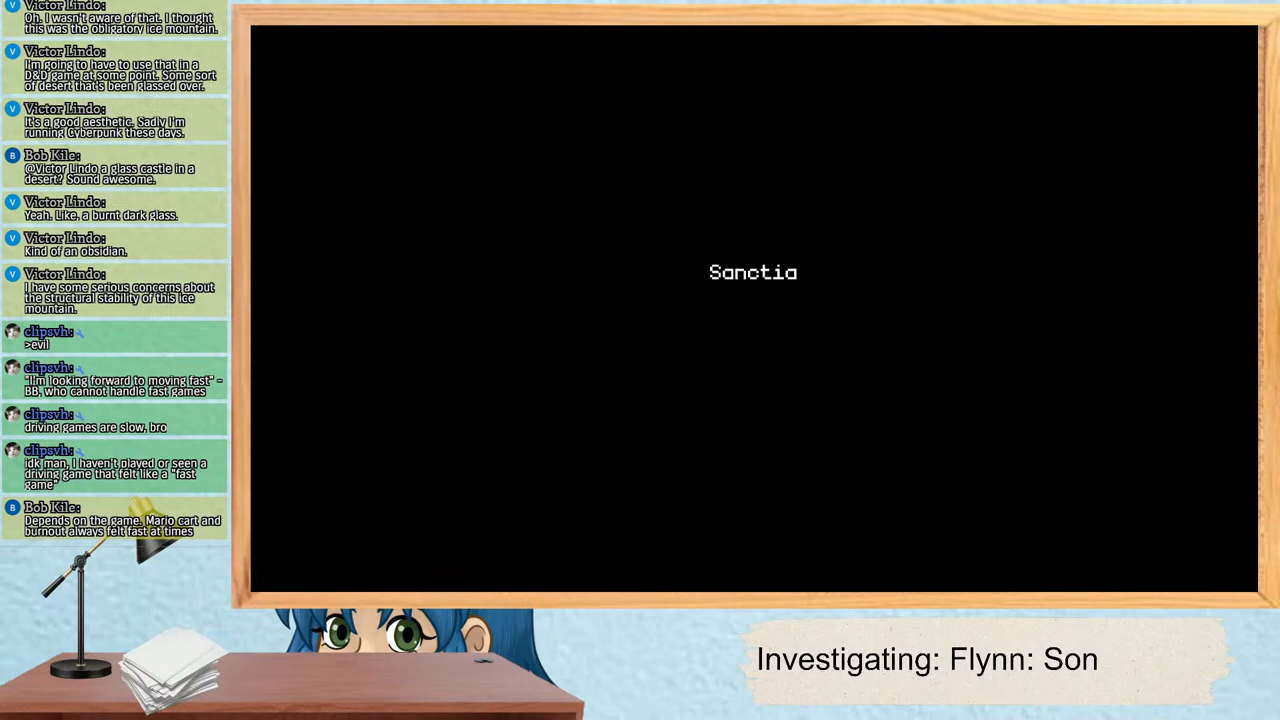 Victor Lindo:
Oh. I wasn't aware of that. I thought
this was the obligatory ice mountain.
V
Victor Lindo:
I'm going to have to use that in a
D&D game at some point. Some sort
of desert that's been glassed over.
V
Victor Lindo:
It's a good aesthetic. Sadly I'm
running Cyberpunk these days.
B
Bob Kile:
@Victor Lindo a glass castle in a
desert? Sound awesome.
V
Victor Lindo:
Yeah. Like, a burnt dark glass.
V
Victor Lindo:
Kind of an obsidian.
V
Victor Lindo:
I have some serious concerns about
the structural stability of this ice
mountain.
clipsvh:
>evil
clipsvh:
"I'm looking forward to moving fast" -
BB, who cannot handle fast games
clipsvh:
driving games are slow, bro
clipsvh:
idk man, I haven't played or seen a
driving game that felt like a "fast
game"
B
Bob Kile:
Depends on the game. Mario cart and
burnout always felt fast at times
Sanctia
Investigating: Flynn: Son